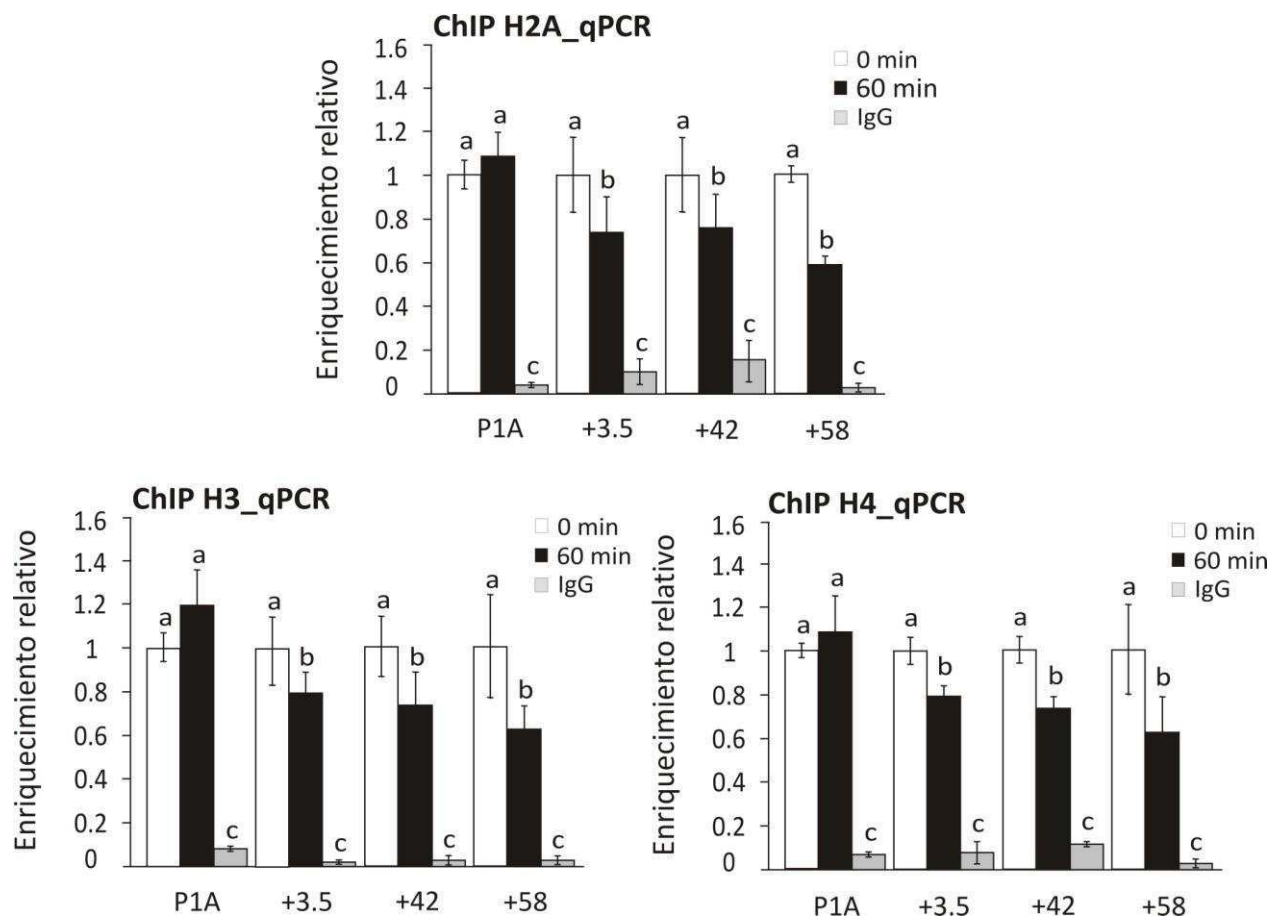 ChIP H2A_qPCR
Enriquecimiento relativo
1.6
1.4
1.2
1
0.8
0.6
0.4
0.2
0
0 min
60 min
IgG
a a c
a b c
a b c
a b c
P1A +3.5 +42 +58
ChIP H3_qPCR
Enriquecimiento relativo
1.6
1.4
1.2
1
0.8
0.6
0.4
0.2
0
0 min
60 min
IgG
a a c
a b c
a b c
a b c
P1A +3.5 +42 +58
ChIP H4_qPCR
Enriquecimiento relativo
1.6
1.4
1.2
1
0.8
0.6
0.4
0.2
0
0 min
60 min
IgG
a a c
a b c
a b c
a b c
P1A +3.5 +42 +58